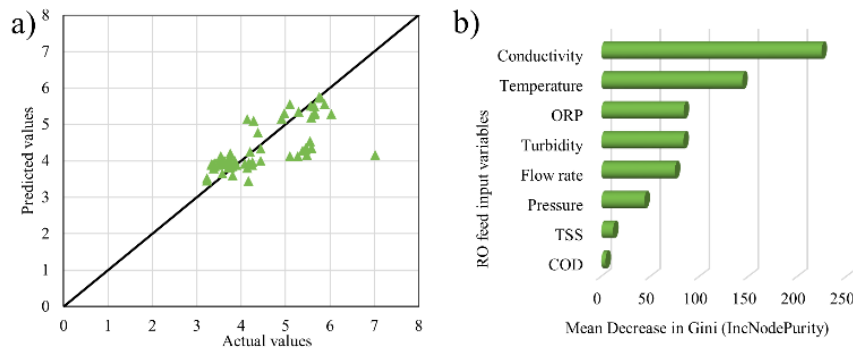 a)
Predicted values
8
7
6
5
4
3
2
1
0
0 1 2 3 4 5 6 7 8
Actual values
b)
RO feed input variables
Conductivity
Temperature
ORP
Turbidity
Flow rate
Pressure
TSS
COD
0 50 100 150 200 250
Mean Decrease in Gini (IncNodePurity)